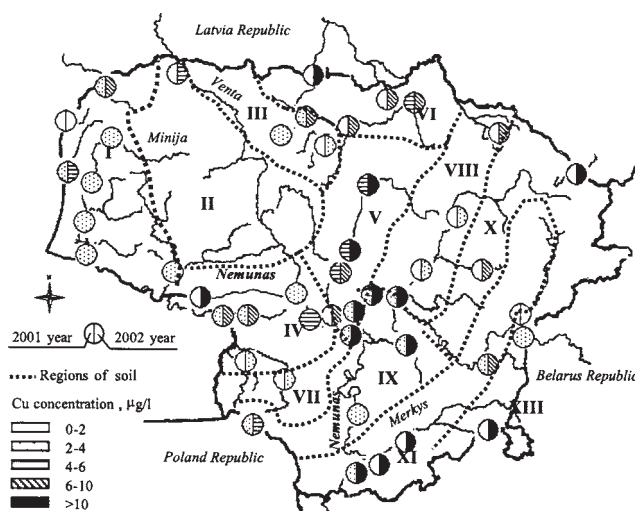 Latvia Republic
Venta
III
VI
Minija
I
VIII
II
V
X
Nemunas
IV
2001 year 2002 year
Regions of soil
Cu concentration , µg/l
0-2
2-4
4-6
6-10
>10
VII
IX
Nemunas
Merkys
Belarus Republic
XIII
XI
Poland Republic